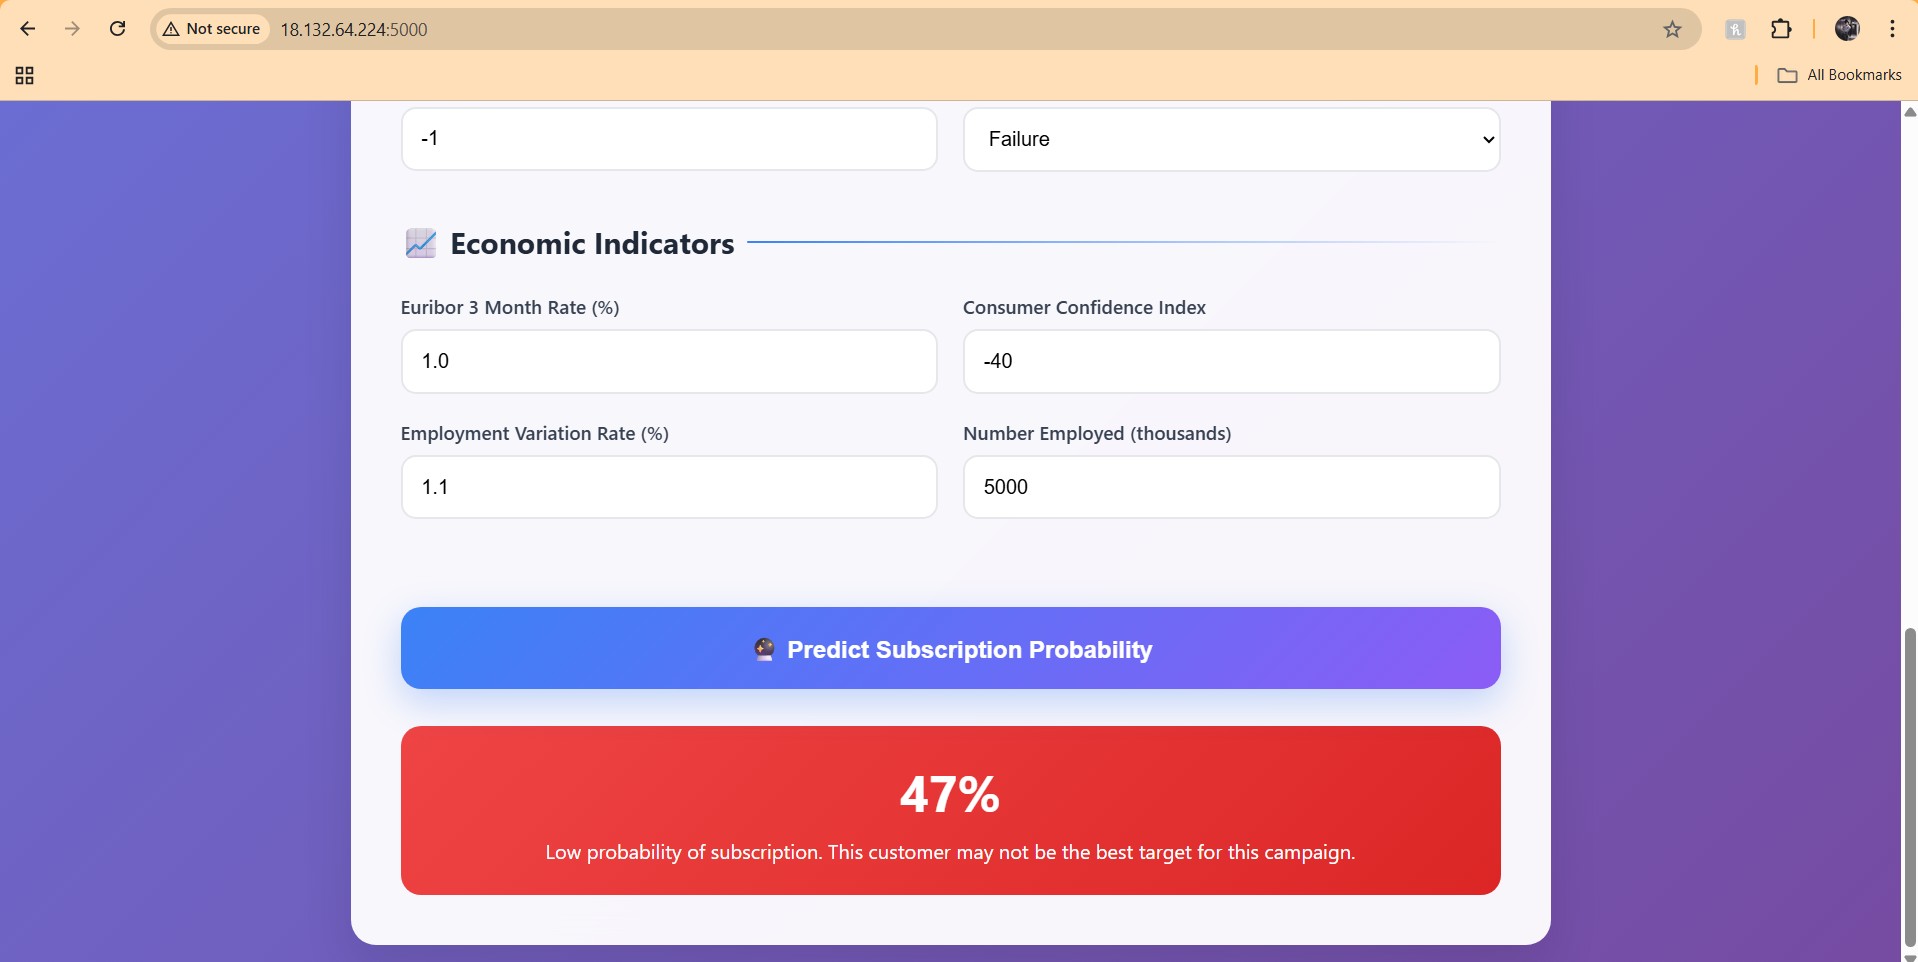 Not secure
18.132.64.224:5000
All Bookmarks
-1
Failure
Economic Indicators
Euribor 3 Month Rate (%)
Consumer Confidence Index
1.0
-40
Employment Variation Rate (%)
Number Employed (thousands)
1.1
5000
Predict Subscription Probability
47%
Low probability of subscription. This customer may not be the best target for this campaign.